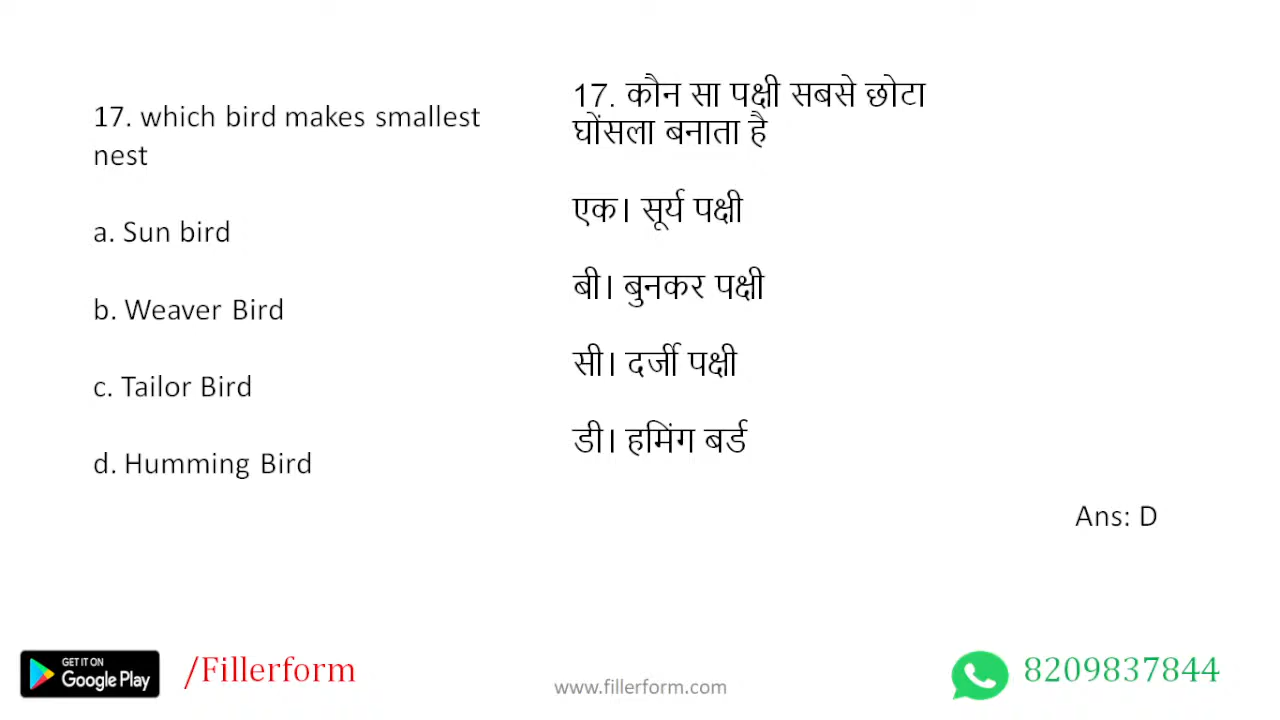 17. which bird makes smallest
nest
a. Sun bird
b. Weaver Bird
c. Tailor Bird
d. Humming Bird
17. कौन सा पक्षी सबसे छोटा
घोंसला बनाता है
एक। सूर्य पक्षी
बी। बुनकर पक्षी
सी। दर्जी पक्षी
डी। हमिंग बर्ड
Ans: D
GET IT ON
Google Play
/Fillerform
www.fillerform.com
8209837844